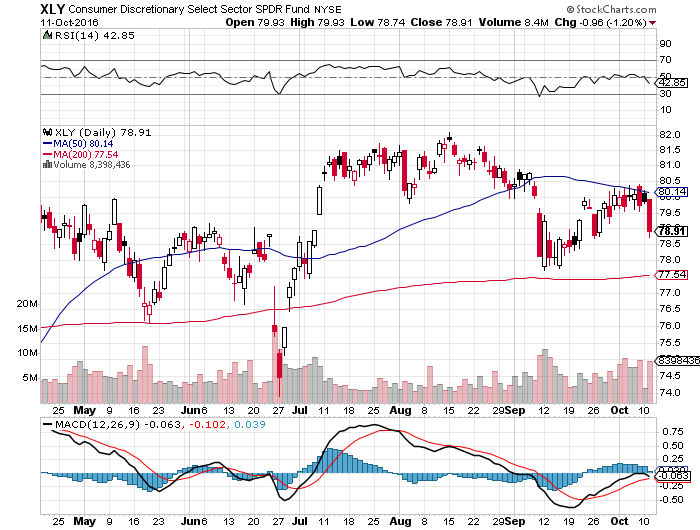 XLY Consumer Discretionary Select Sector SPDR Fund NYSE
© StockCharts.com
11-Oct-2016
Open 79.93 High 79.93 Low 78.74 Close 78.91 Volume 8.4M Chg -0.96 (-1.20%)
RSI(14) 42.85
90
70
50
42.85
30
10
XLY (Daily) 78.91
MA(50) 80.14
MA(200) 77.54
Volume 8,398,436
82.0
81.5
81.0
80.5
80.14
80.0
79.5
79.0
78.91
78.5
78.0
77.54
77.0
76.5
76.0
75.5
75.0
8398436
74.5
74.0
20M
15M
10M
5M
25 May 9 16 23 Jun 6 13 20 27 Jul 11 18 25 Aug 8 15 22 29 Sep 12 19 26 Oct 10
MACD(12,26,9) -0.063, -0.102, 0.039
0.75
0.50
0.25
0.039
-0.063
-0.25
-0.50
25 May 9 16 23 Jun 6 13 20 27 Jul 11 18 25 Aug 8 15 22 29 Sep 12 19 26 Oct 10